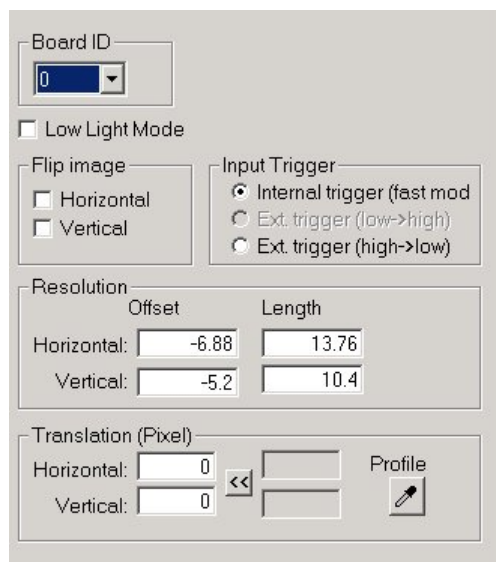 Board ID
0
Low Light Mode
Flip image
Horizontal
Vertical
Input Trigger
Internal trigger (fast mod
Ext. trigger (low->high)
Ext. trigger (high->low)
Resolution
Offset Length
Horizontal: -6.88 13.76
Vertical: -5.2 10.4
Translation (Pixel)
Horizontal: 0 << Profile
Vertical: 0